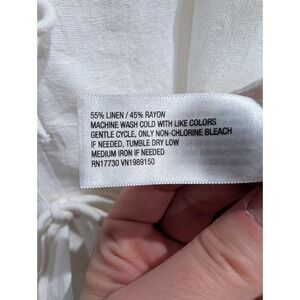 55% LINEN / 45% RAYON
MACHINE WASH COLD WITH LIKE COLORS
GENTLE CYCLE, ONLY NON-CHLORINE BLEACH
IF NEEDED, TUMBLE DRY LOW
MEDIUM IRON IF NEEDED
RN17730 VN1989150